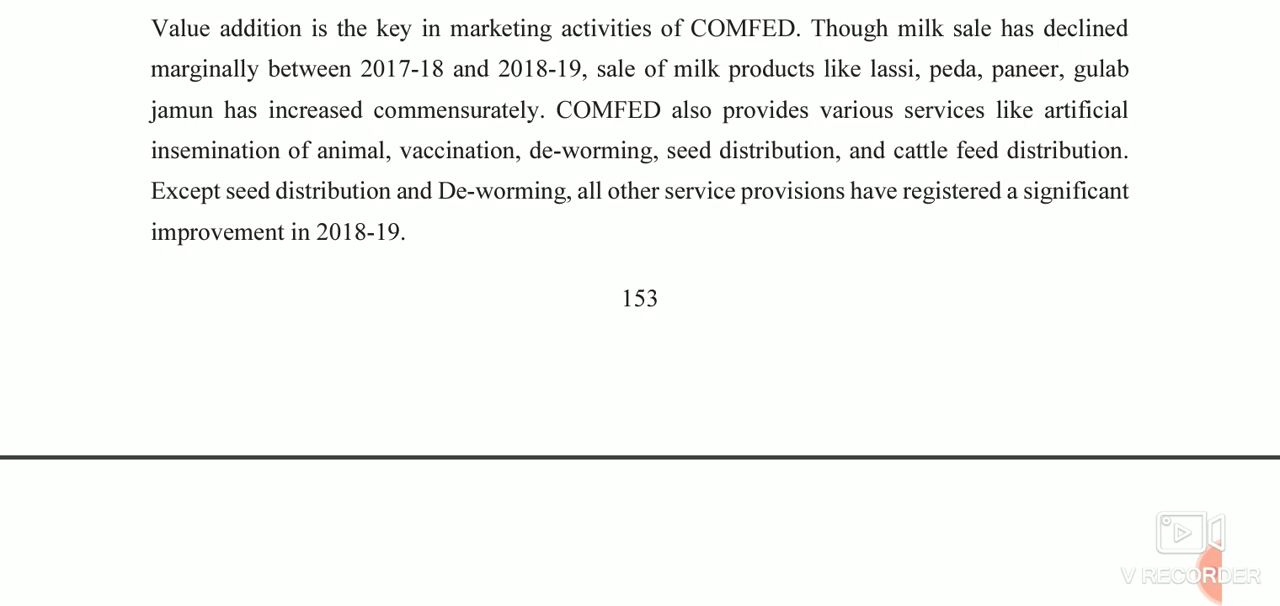 Value addition is the key in marketing activities of COMFED. Though milk sale has declined
marginally between 2017-18 and 2018-19, sale of milk products like lassi, peda, paneer, gulab
jamun has increased commensurately. COMFED also provides various services like artificial
insemination of animal, vaccination, de-worming, seed distribution, and cattle feed distribution.
Except seed distribution and De-worming, all other service provisions have registered a significant
improvement in 2018-19.
153
V RECORDER